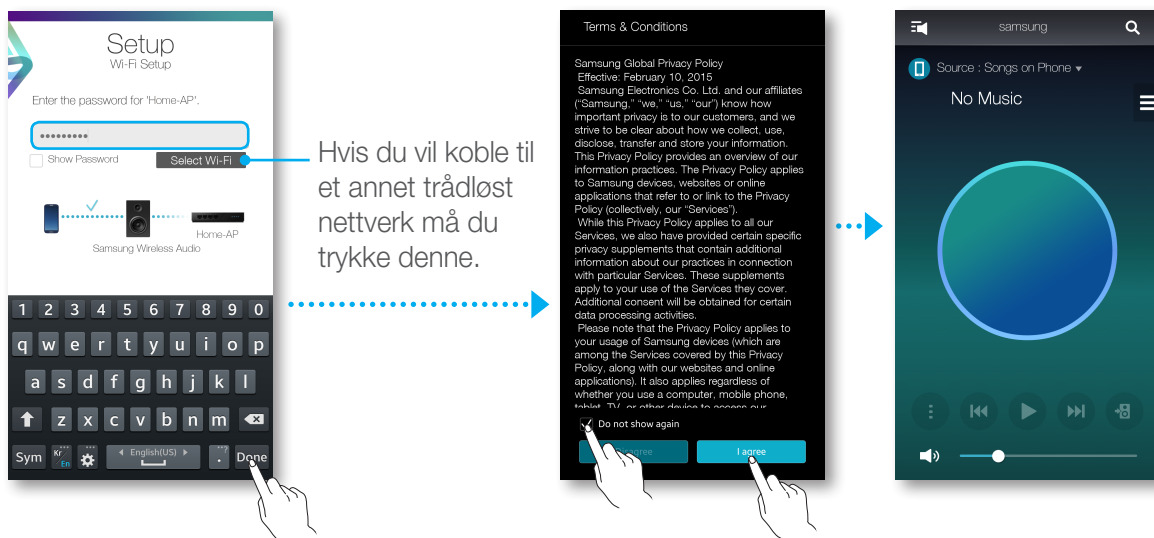 Setup
Wi-Fi Setup
Enter the password for 'Home-AP'.
•••••••••
Show Password
Select Wi-Fi
Home-AP
Samsung Wireless Audio
1 2 3 4 5 6 7 8 9 0
q w e r t y u i o p
a s d f g h j k l
z x c v b n m
Sym Kr En English(US) . Done
Hvis du vil koble til
et annet trådløst
nettverk må du
trykke denne.
Terms & Conditions
Samsung Global Privacy Policy
Effective: February 10, 2015
Samsung Electronics Co. Ltd. and our affiliates
("Samsung," "we," "us," "our") know how
important privacy is to our customers, and we
strive to be clear about how we collect, use,
disclose, transfer and store your information.
This Privacy Policy provides an overview of our
information practices. The Privacy Policy applies
to Samsung devices, websites or online
applications that refer to or link to the Privacy
Policy (collectively, our "Services").
While this Privacy Policy applies to all our
Services, we also have provided certain specific
privacy supplements that contain additional
information about our practices in connection
with particular Services. These supplements
apply to your use of the Services they cover.
Additional consent will be obtained for certain
data processing activities.
Please note that the Privacy Policy applies to
your usage of Samsung devices (which are
among the Services covered by this Privacy
Policy, along with our websites and online
applications). It also applies regardless of
whether you use a computer, mobile phone,
tablet, TV, or other device to access our
Do not show again
I agree
samsung
Source : Songs on Phone
No Music